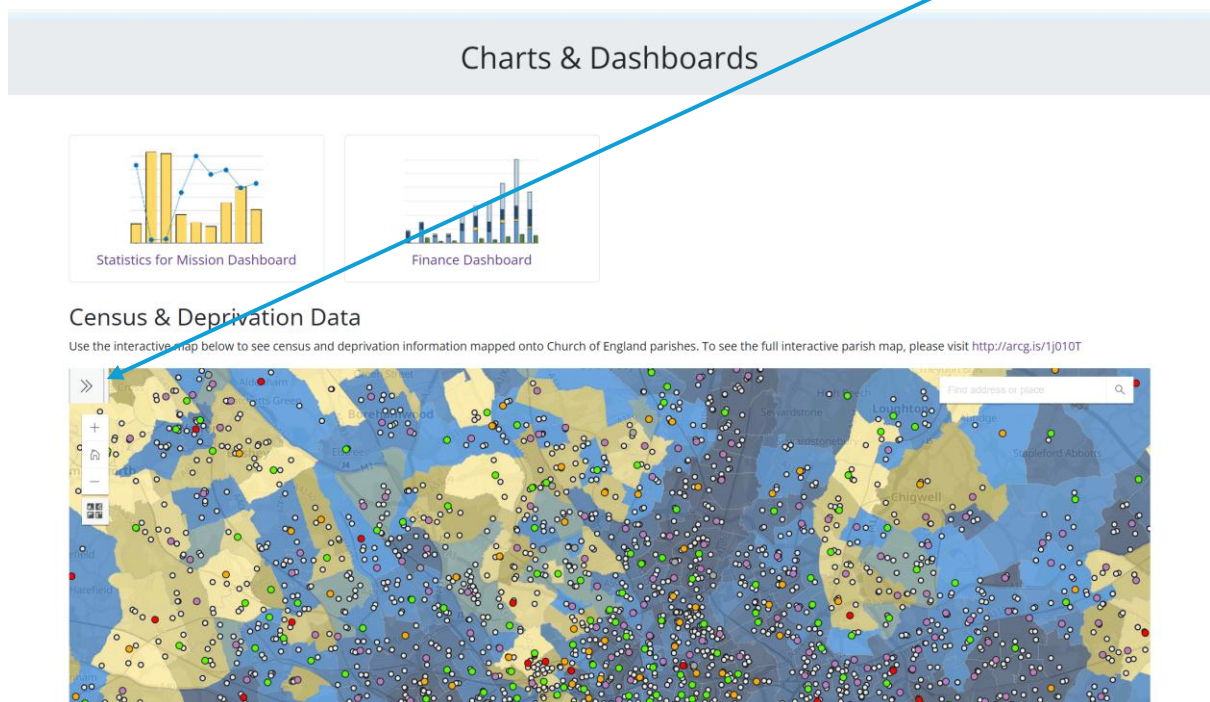 Charts & Dashboards
Statistics for Mission Dashboard
Finance Dashboard
Census & Deprivation Data
Use the interactive map below to see census and deprivation information mapped onto Church of England parishes. To see the full interactive parish map, please visit http://arcg.is/1j010T
Find address or place
Borehamwood
Loughton
Sewardstone
Stapleford Abbotts
Chigwell
Harefield